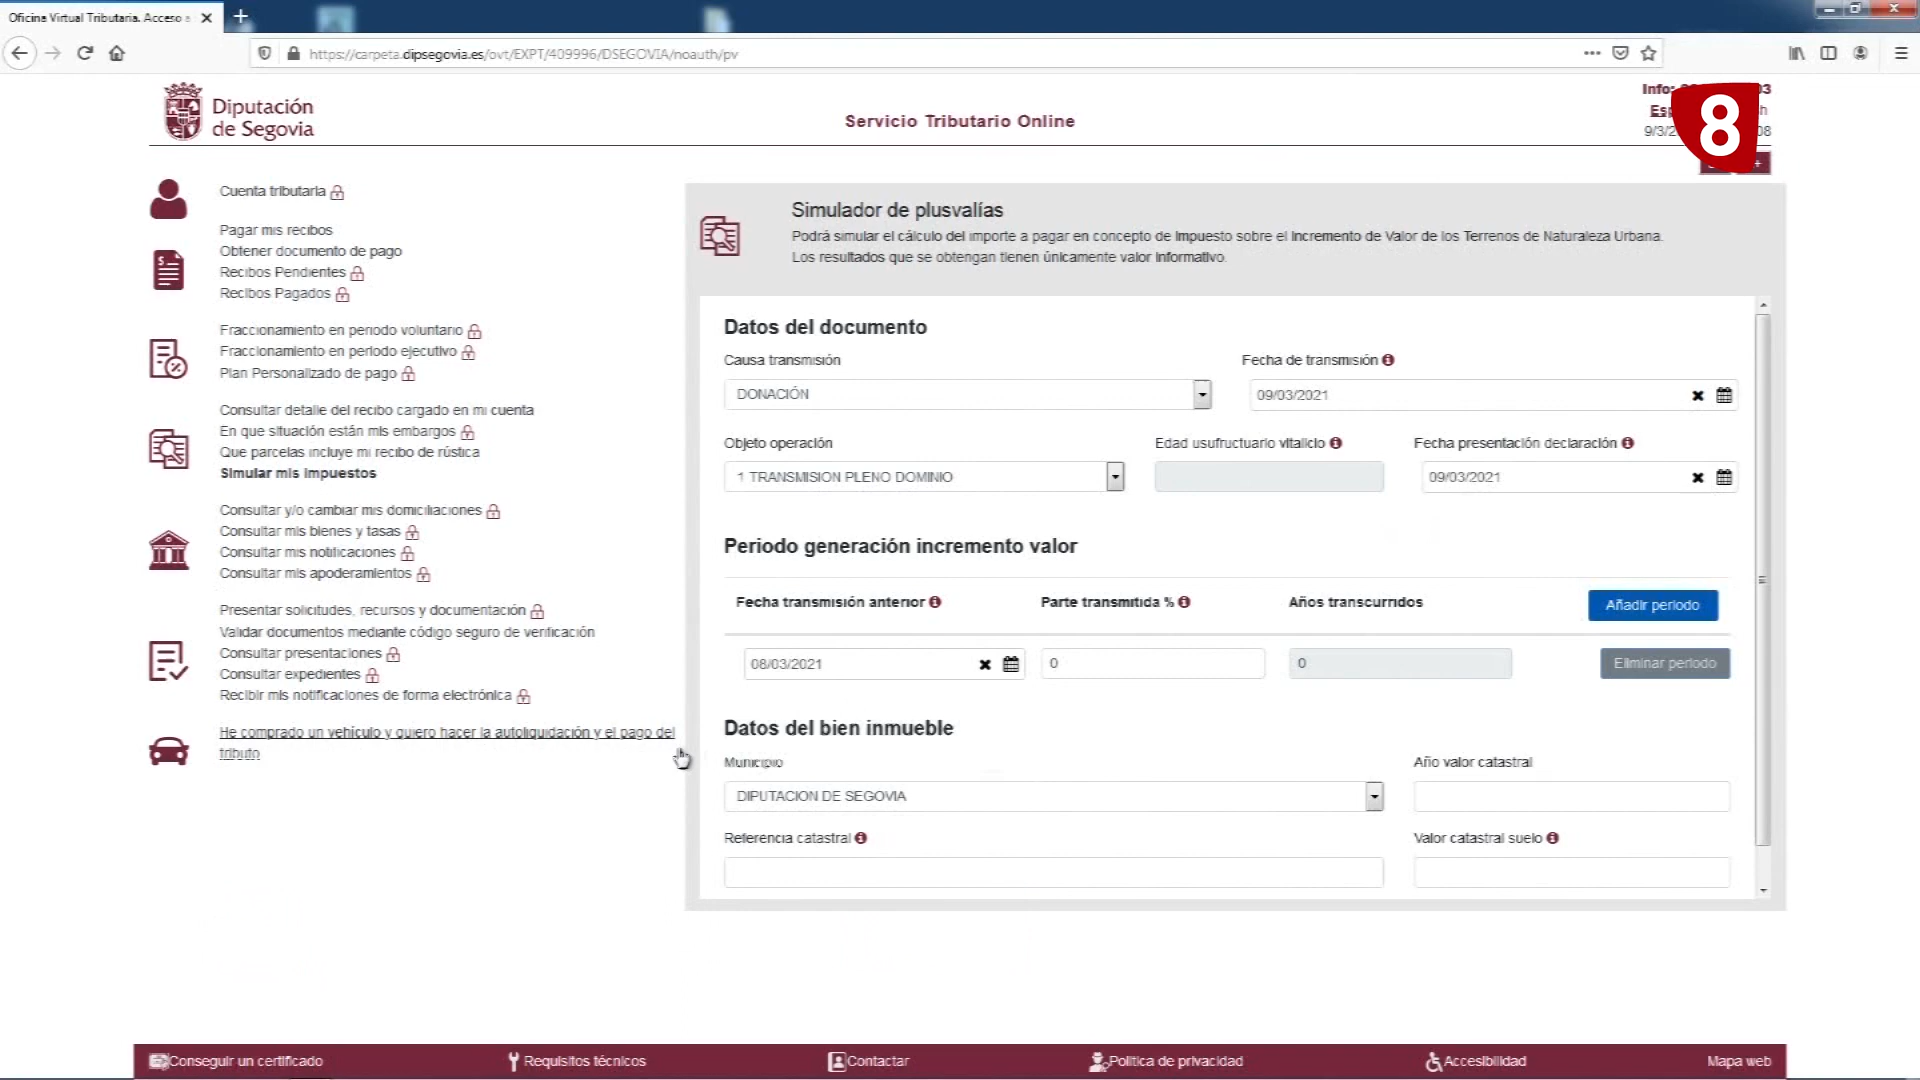 Oficina Virtual Tributaria. Acceso a
https://carpeta.dipsegovia.es/ovt/EXPT/409996/DSEGOVIA/noauth/pv
Diputación
de Segovia
Servicio Tributario Online
Info:
03
Esp
h
9/3/2
08
8
+
Cuenta tributaria
Pagar mis recibos
Obtener documento de pago
Recibos Pendientes
Recibos Pagados
Fraccionamiento en periodo voluntario
Fraccionamiento en periodo ejecutivo
Plan Personalizado de pago
Consultar detalle del recibo cargado en mi cuenta
En que situación están mis embargos
Que parcelas incluye mi recibo de rústica
Simular mis impuestos
Consultar y/o cambiar mis domiciliaciones
Consultar mis bienes y tasas
Consultar mis notificaciones
Consultar mis apoderamientos
Presentar solicitudes, recursos y documentación
Validar documentos mediante código seguro de verificación
Consultar presentaciones
Consultar expedientes
Recibir mis notificaciones de forma electrónica
He comprado un vehículo y quiero hacer la autoliquidación y el pago del
tributo
Simulador de plusvalías
Podrá simular el cálculo del importe a pagar en concepto de Impuesto sobre el Incremento de Valor de los Terrenos de Naturaleza Urbana.
Los resultados que se obtengan tienen únicamente valor informativo.
Datos del documento
Causa transmisión
Fecha de transmisión
DONACIÓN
09/03/2021
Objeto operación
Edad usufructuario vitalicio
Fecha presentación declaración
1 TRANSMISION PLENO DOMINIO
09/03/2021
Periodo generación incremento valor
Fecha transmisión anterior
Parte transmitida %
Años transcurridos
Añadir periodo
08/03/2021
0
0
Eliminar periodo
Datos del bien inmueble
Municipio
Año valor catastral
DIPUTACION DE SEGOVIA
Referencia catastral
Valor catastral suelo
Conseguir un certificado
Requisitos técnicos
Contactar
Política de privacidad
Accesibilidad
Mapa web